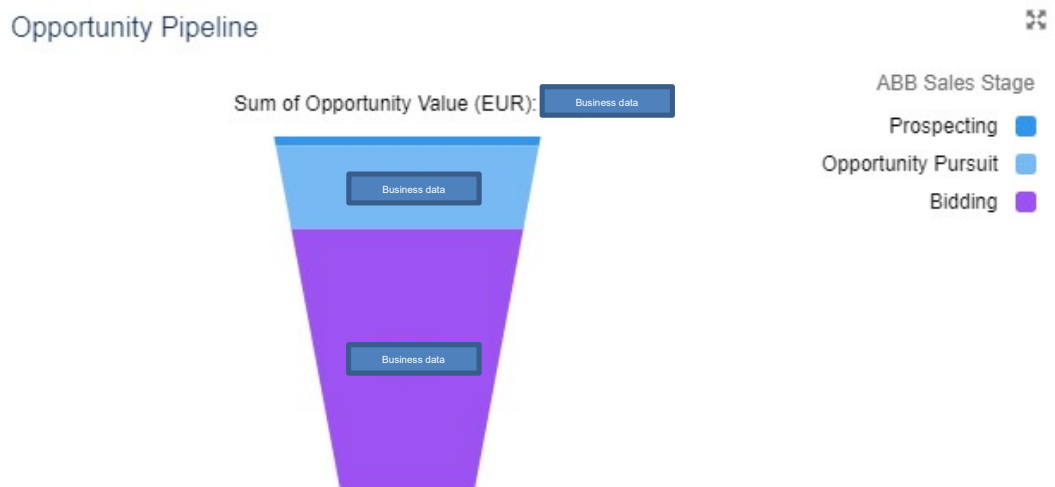 Opportunity Pipeline
Sum of Opportunity Value (EUR): Business data
Business data
Business data
ABB Sales Stage
Prospecting
Opportunity Pursuit
Bidding